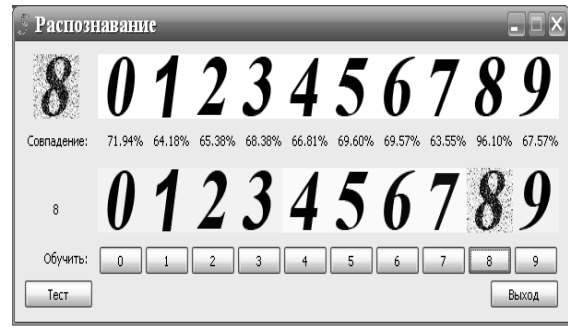 Распознавание
8 0 1 2 3 4 5 6 7 8 9
Совпадение: 71.94% 64.18% 65.38% 68.38% 66.81% 69.60% 69.57% 63.55% 96.10% 67.57%
8 0 1 2 3 4 5 6 7 8 9
Обучить: 0 1 2 3 4 5 6 7 8 9
Тест Выход